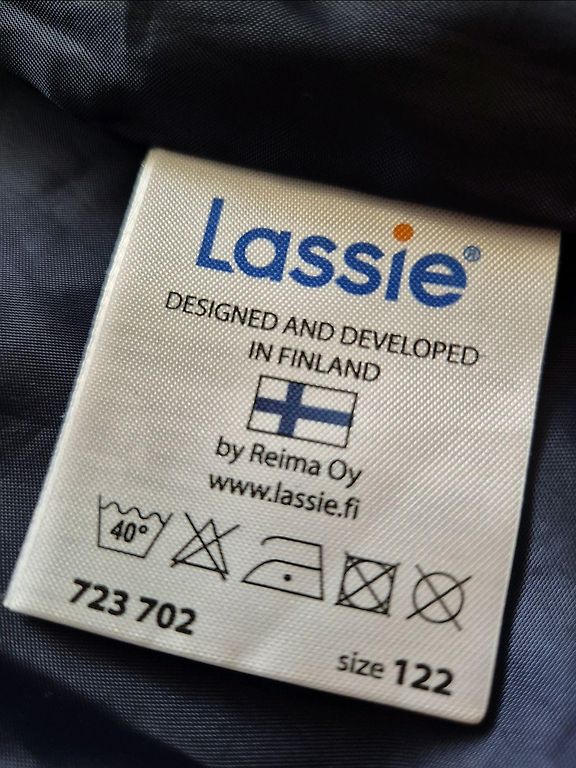 Lassie®
DESIGNED AND DEVELOPED
IN FINLAND
by Reima Oy
www.lassie.fi
40°
723 702
size 122